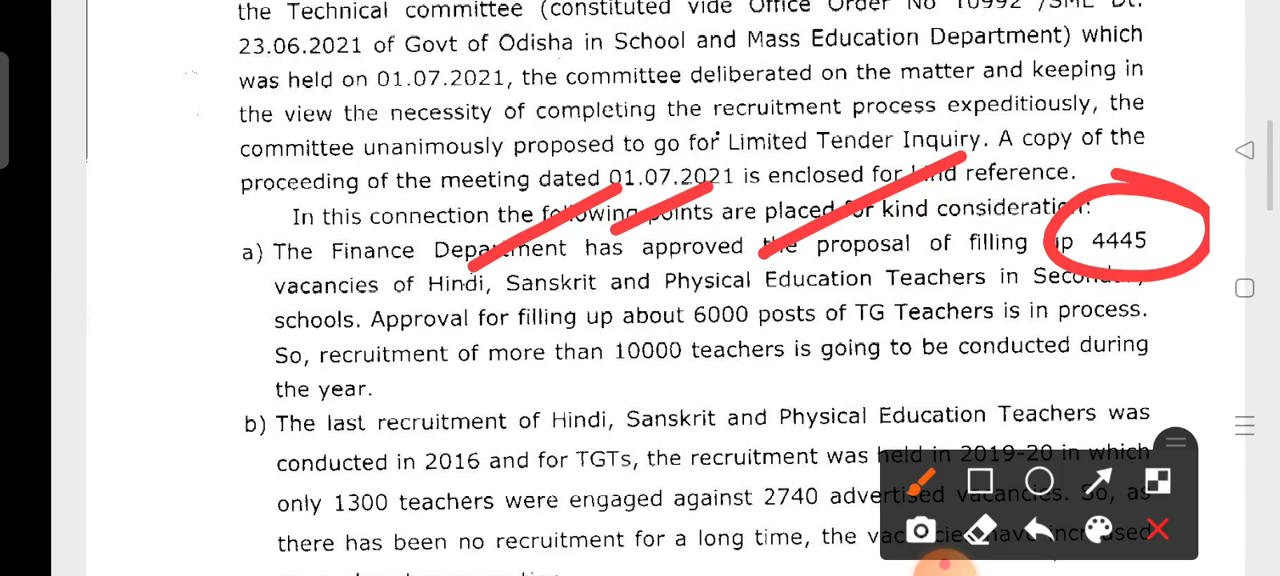 the Technical committee (constituted vide Office Order No 10992 /SME Dt.
23.06.2021 of Govt of Odisha in School and Mass Education Department) which
was held on 01.07.2021, the committee deliberated on the matter and keeping in
the view the necessity of completing the recruitment process expeditiously, the
committee unanimously proposed to go for Limited Tender Inquiry. A copy of the
proceeding of the meeting dated 01.07.2021 is enclosed for kind reference.
In this connection the following points are placed for kind consideration:
a) The Finance Department has approved the proposal of filling up 4445
vacancies of Hindi, Sanskrit and Physical Education Teachers in Secondary
schools. Approval for filling up about 6000 posts of TG Teachers is in process.
So, recruitment of more than 10000 teachers is going to be conducted during
the year.
b) The last recruitment of Hindi, Sanskrit and Physical Education Teachers was
conducted in 2016 and for TGTs, the recruitment was held in 2019-20 in which
only 1300 teachers were engaged against 2740 advertised vacancies. So, as
there has been no recruitment for a long time, the vacancies have increased